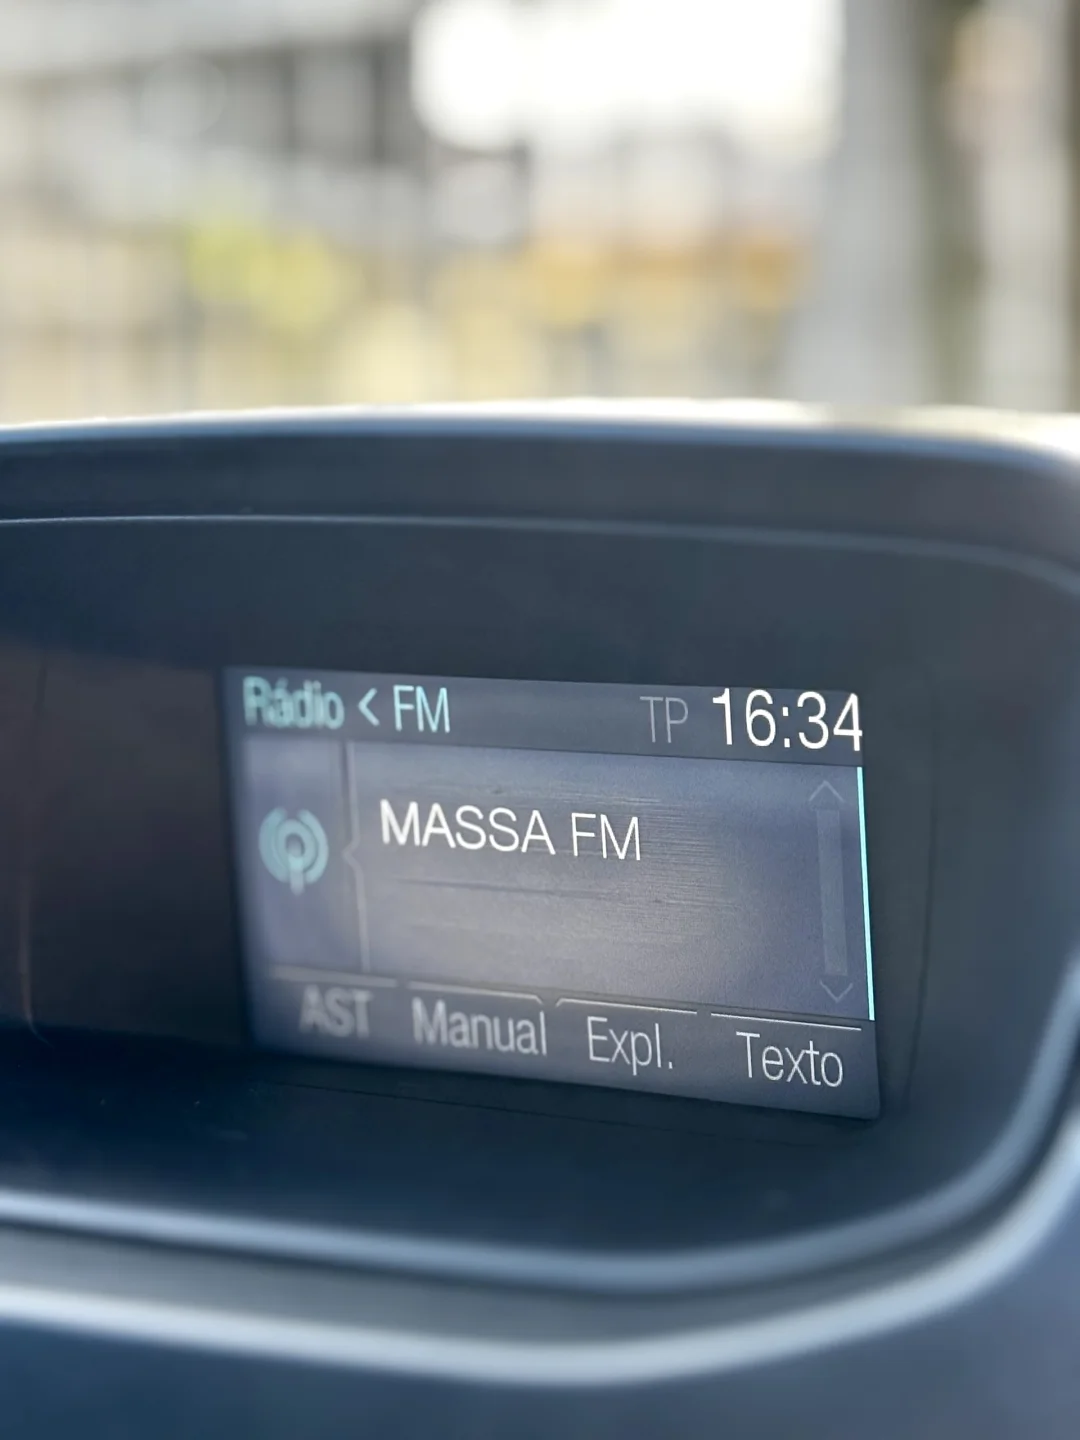 Rádio < FM TP 16:34
MASSA FM
AST Manual Expl. Texto